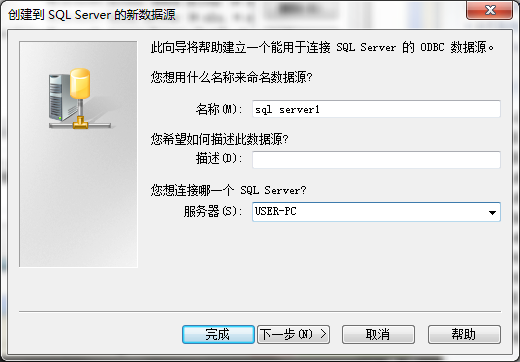 创建到 SQL Server 的新数据源
此向导将帮助建立一个能用于连接 SQL Server 的 ODBC 数据源。
您想用什么名称来命名数据源?
名称(M): sql server1
您希望如何描述此数据源?
描述(D):
您想连接哪一个 SQL Server?
服务器(S): USER-PC
完成 下一步(N) > 取消 帮助